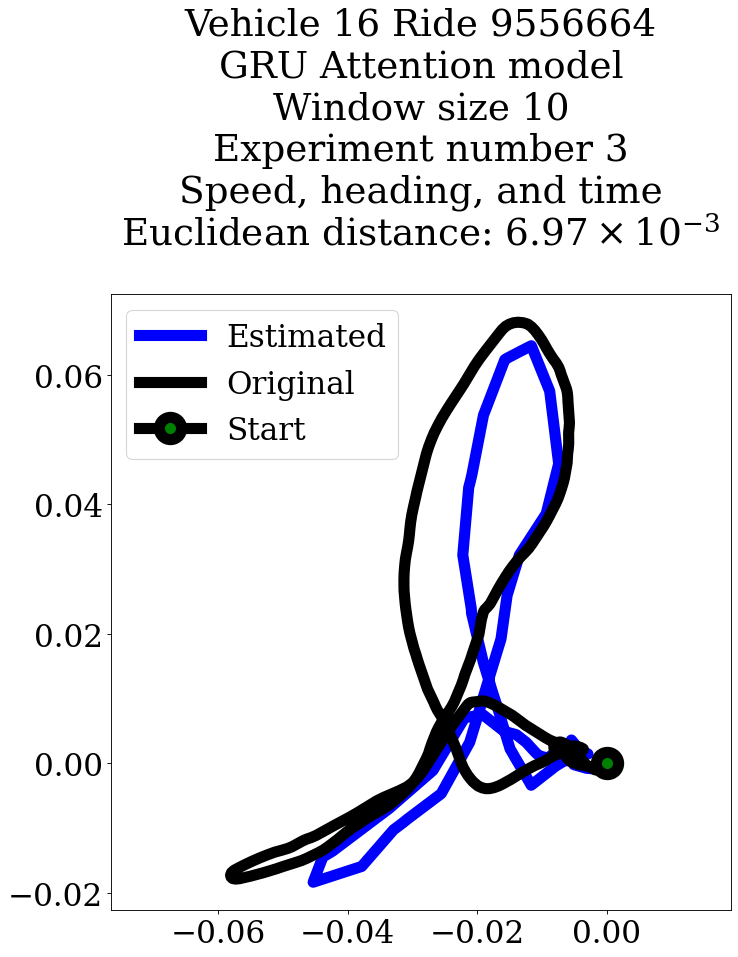 Vehicle 16 Ride 9556664
GRU Attention model
Window size 10
Experiment number 3
Speed, heading, and time
Euclidean distance: 6.97 × 10⁻³
Estimated
Original
Start
0.06
0.04
0.02
0.00
−0.02
−0.06 −0.04 −0.02 0.00